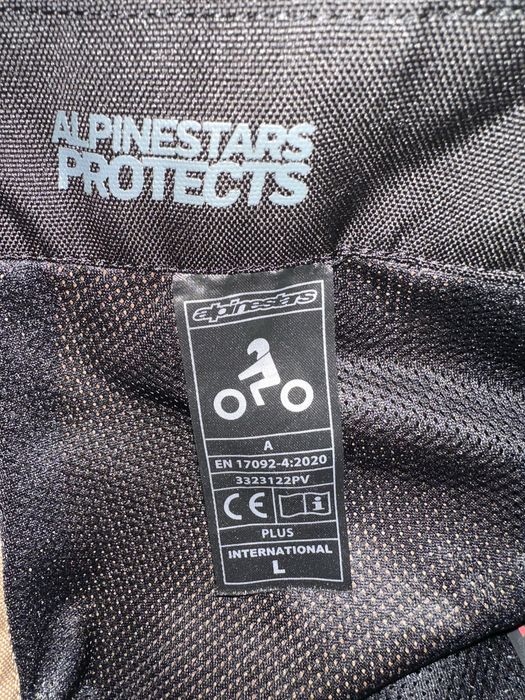 ALPINESTARS
PROTECTS
alpinestars
A
EN 17092-4:2020
3323122PV
CE i
PLUS
INTERNATIONAL
L